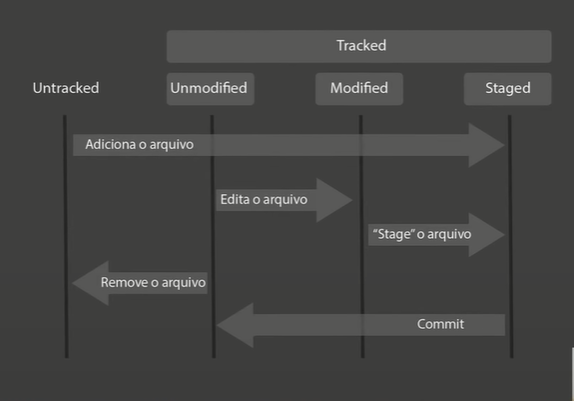 Tracked
Untracked
Unmodified
Modified
Staged
Adiciona o arquivo
Edita o arquivo
“Stage” o arquivo
Remove o arquivo
Commit